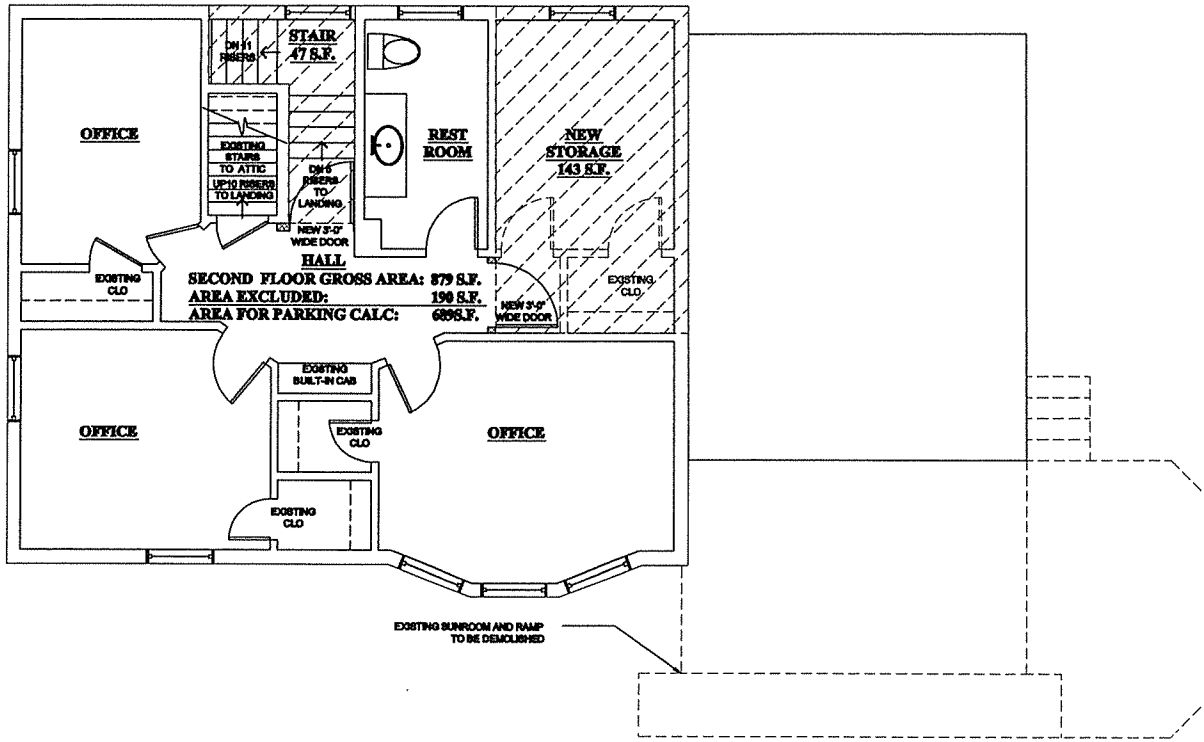 STAIR
47 S.F.
DN 11
RISERS
OFFICE
EXISTING
STAIRS
TO ATTIC
UP10 RISERS
TO LANDING
DN 5
RISERS
TO
LANDING
REST
ROOM
NEW
STORAGE
143 S.F.
NEW 3'-0"
WIDE DOOR
HALL
SECOND FLOOR GROSS AREA: 879 S.F.
AREA EXCLUDED: 190 S.F.
AREA FOR PARKING CALC: 689S.F.
EXISTING
CLO
EXISTING
CLO
NEW 3'-0"
WIDE DOOR
EXISTING
BUILT-IN CAB
OFFICE
EXISTING
CLO
OFFICE
EXISTING
CLO
EXISTING SUNROOM AND RAMP
TO BE DEMOLISHED